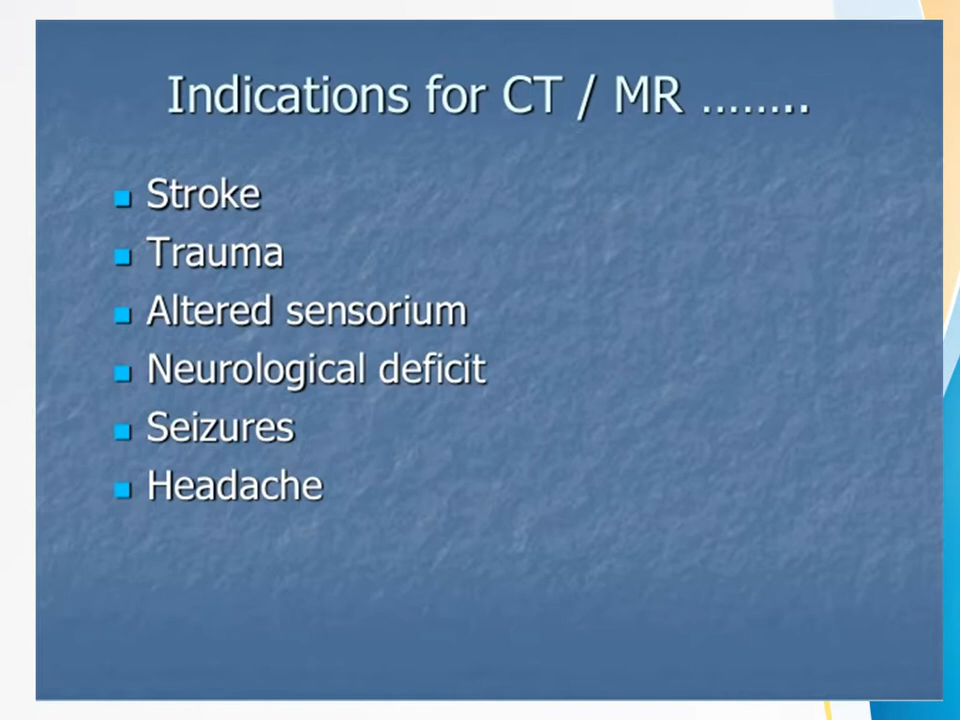 Indications for CT / MR ……..
Stroke
Trauma
Altered sensorium
Neurological deficit
Seizures
Headache